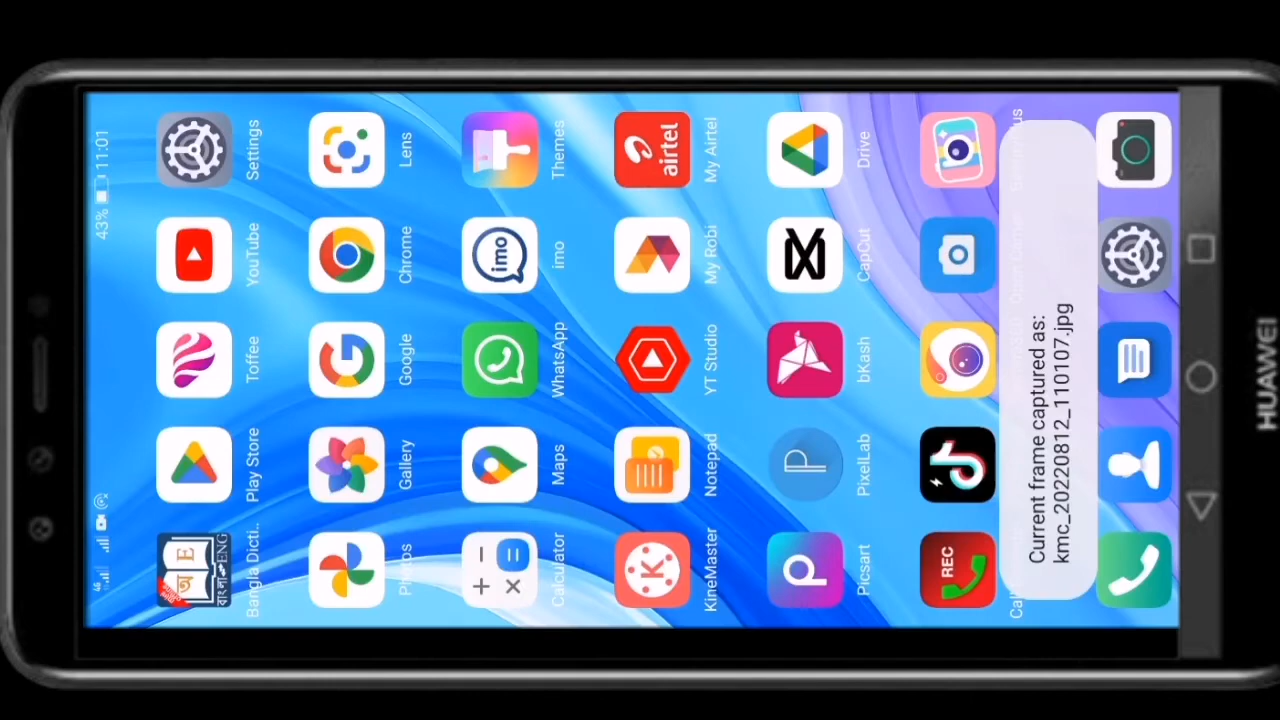 4G 43% 11:01
অ E
বাংলা ENG
Bangla Dicti.. Play Store Toffee YouTube Settings
Photos Gallery Google Chrome Lens
imo
Calculator Maps WhatsApp imo Themes
airtel
KineMaster Notepad YT Studio My Robi My Airtel
Picsart PixelLab bKash CapCut Drive
REC
Current frame captured as:
kmc_20220812_110107.jpg
HUAWEI